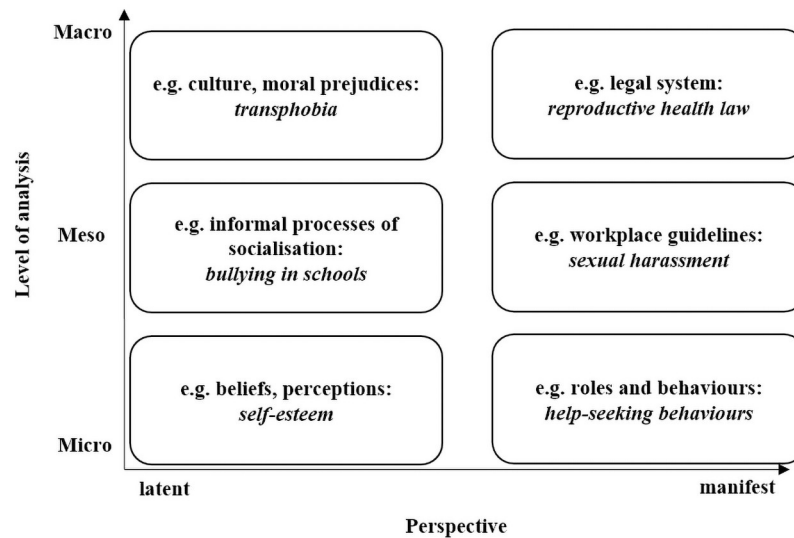 Macro
e.g. culture, moral prejudices:
transphobia
e.g. legal system:
reproductive health law
Level of analysis
Meso
e.g. informal processes of
socialisation:
bullying in schools
e.g. workplace guidelines:
sexual harassment
e.g. beliefs, perceptions:
self-esteem
e.g. roles and behaviours:
help-seeking behaviours
Micro
latent
manifest
Perspective